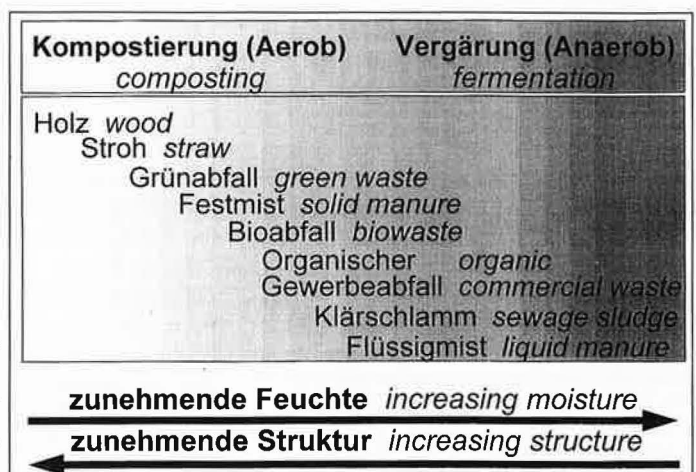 Kompostierung (Aerob) Vergärung (Anaerob)
composting fermentation
Holz wood
Stroh straw
Grünabfall green waste
Festmist solid manure
Bioabfall biowaste
Organischer organic
Gewerbeabfall commercial waste
Klärschlamm sewage sludge
Flüssigmist liquid manure
zunehmende Feuchte increasing moisture
zunehmende Struktur increasing structure